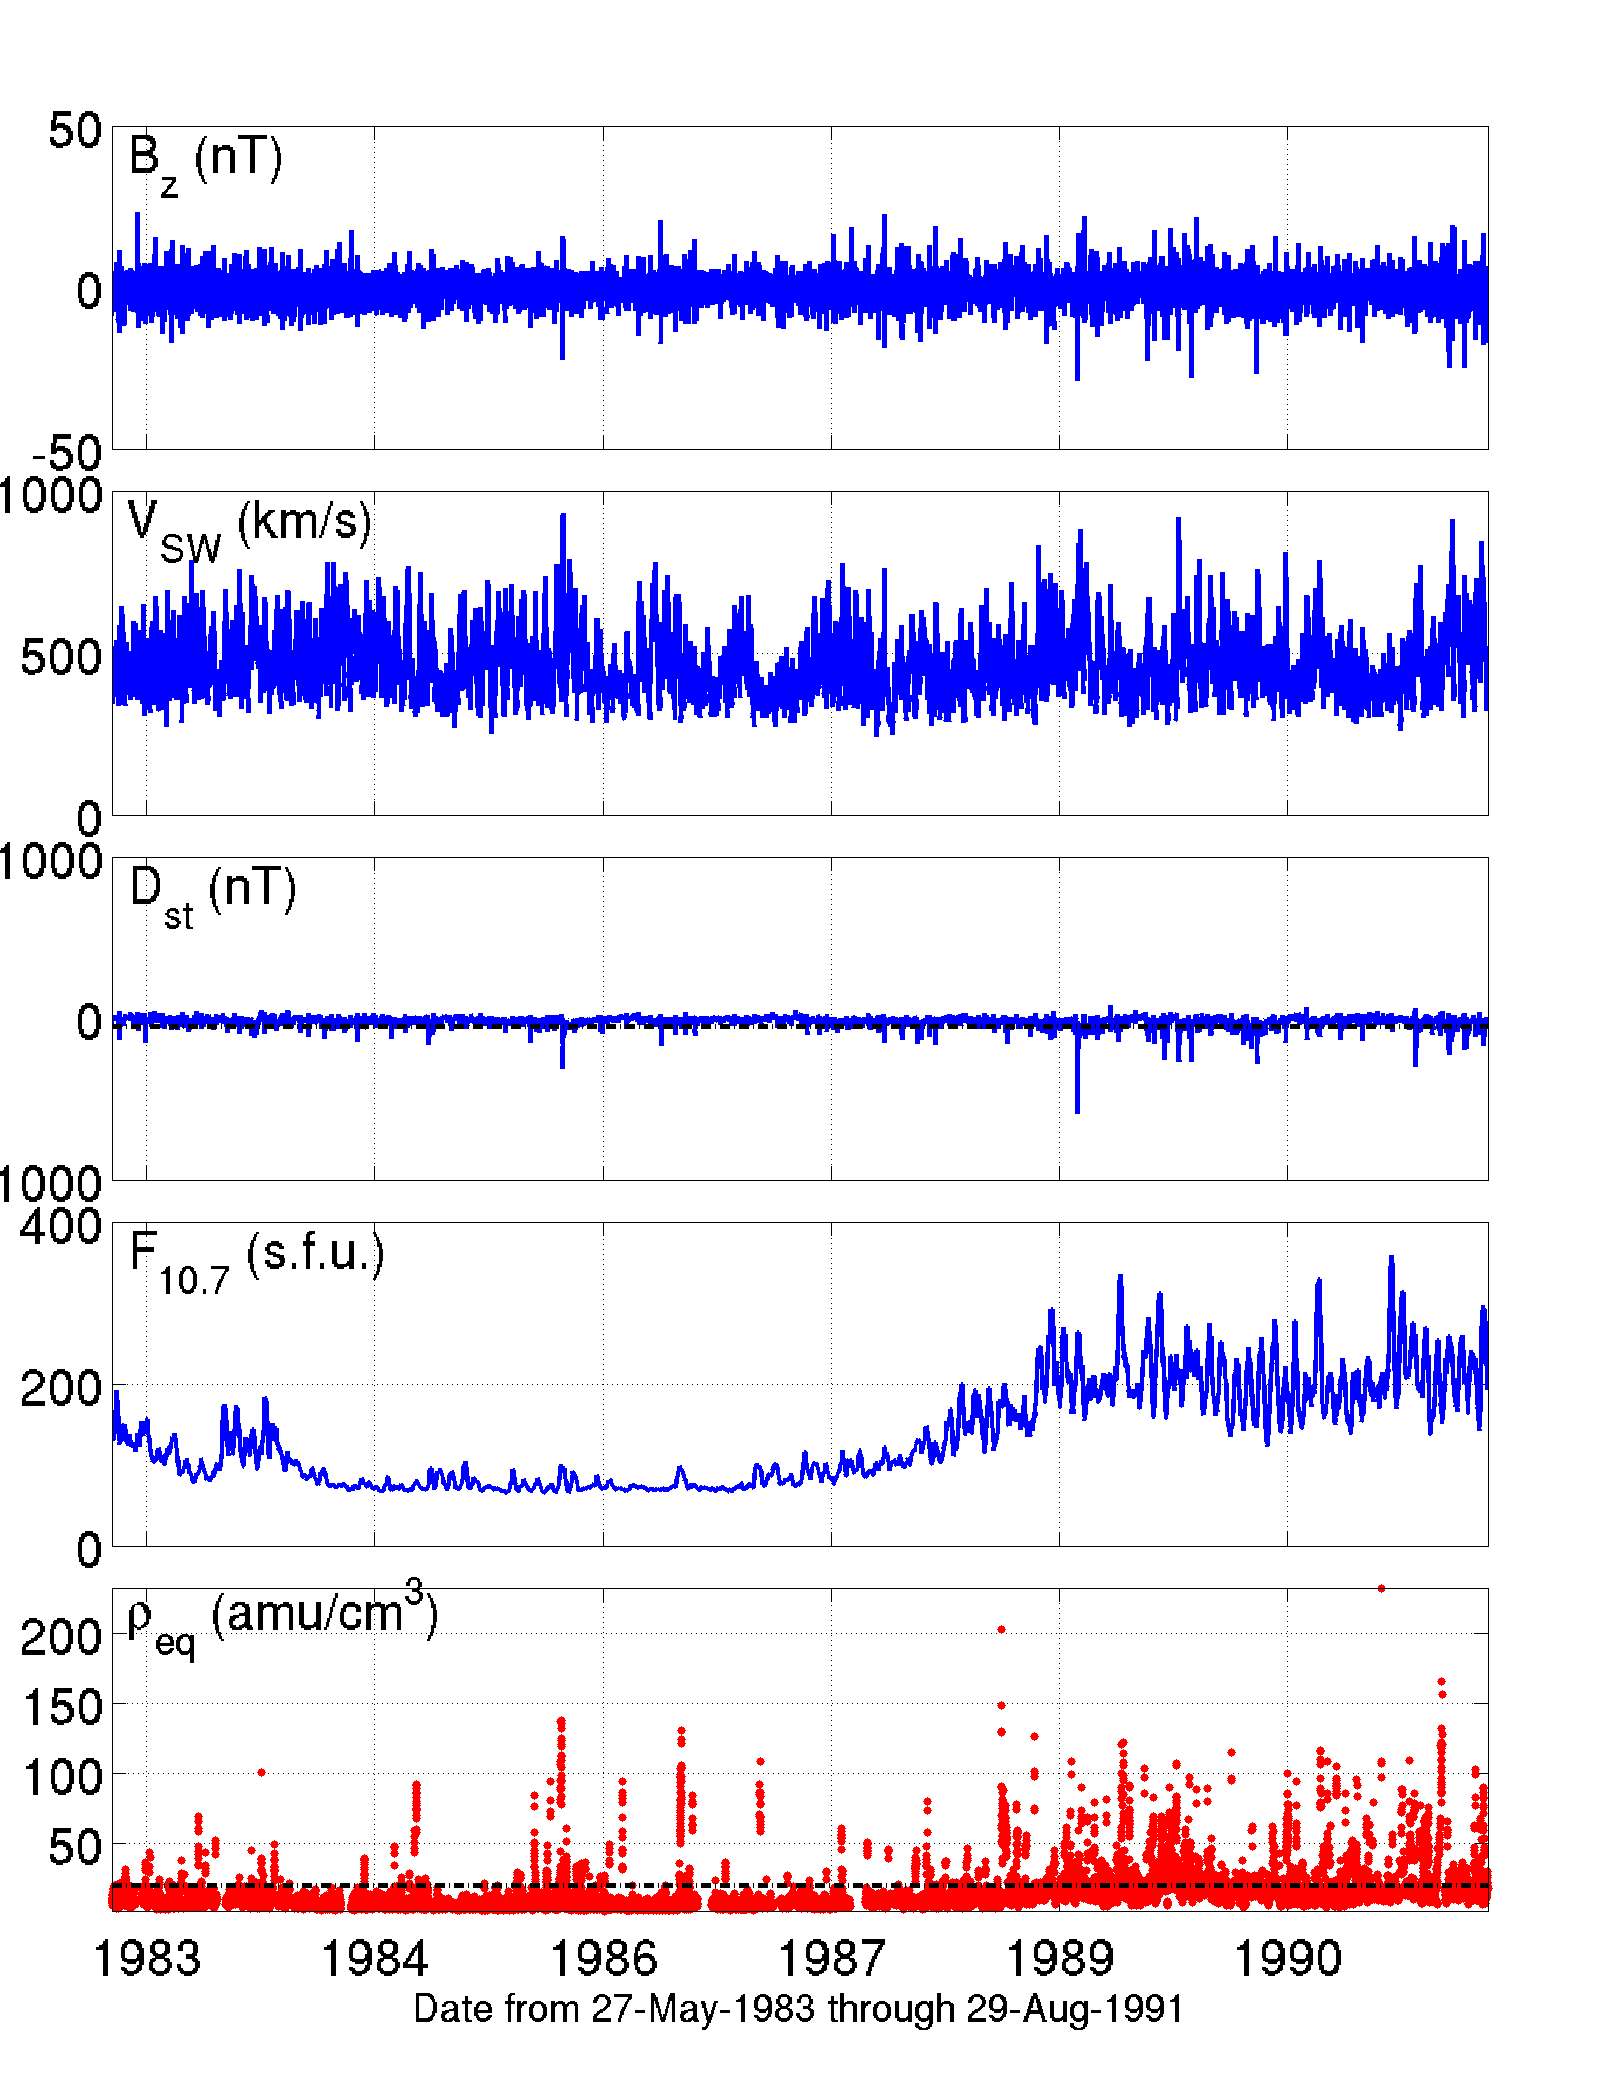 50
B_z (nT)
0
-50
1000
V_SW (km/s)
500
0
1000
D_st (nT)
0
1000
400
F_10.7 (s.f.u.)
200
0
ρ_eq (amu/cm^3)
200
150
100
50
1983 1984 1986 1987 1989 1990
Date from 27-May-1983 through 29-Aug-1991